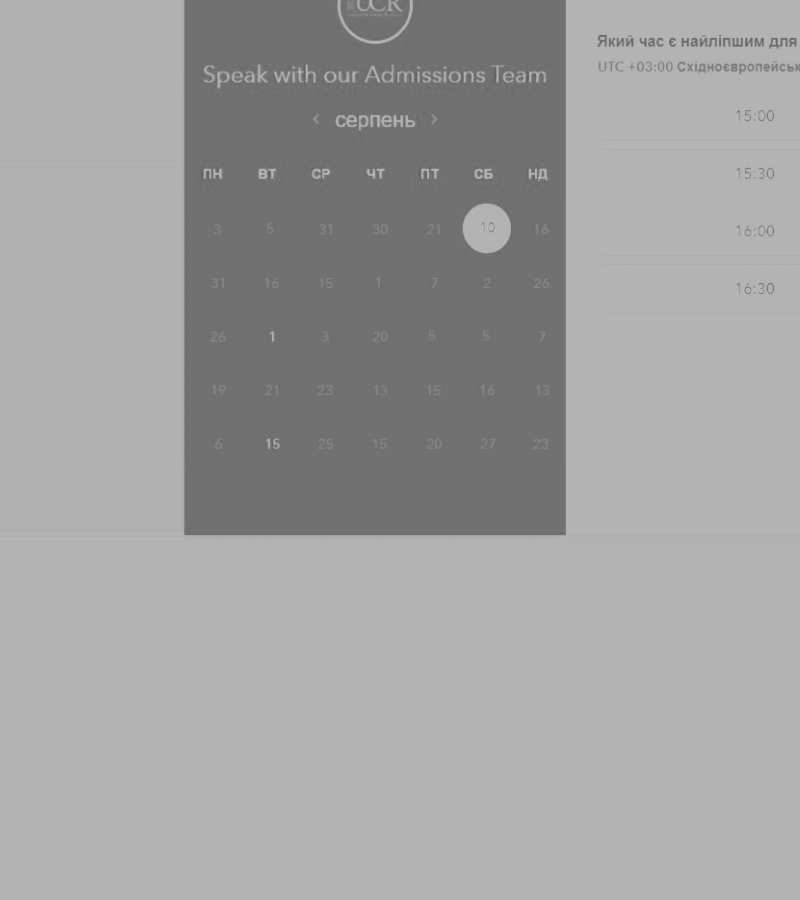 UCR
Speak with our Admissions Team
< серпень >
ПН ВТ СР ЧТ ПТ СБ НД
3 5 31 30 21 10 16
31 16 15 1 7 2 26
26 1 3 20 5 5 7
19 21 23 13 15 16 13
6 15 25 15 20 27 23
Який час є найліпшим для
UTC +03:00 Східноєвропейськ
15:00
15:30
16:00
16:30